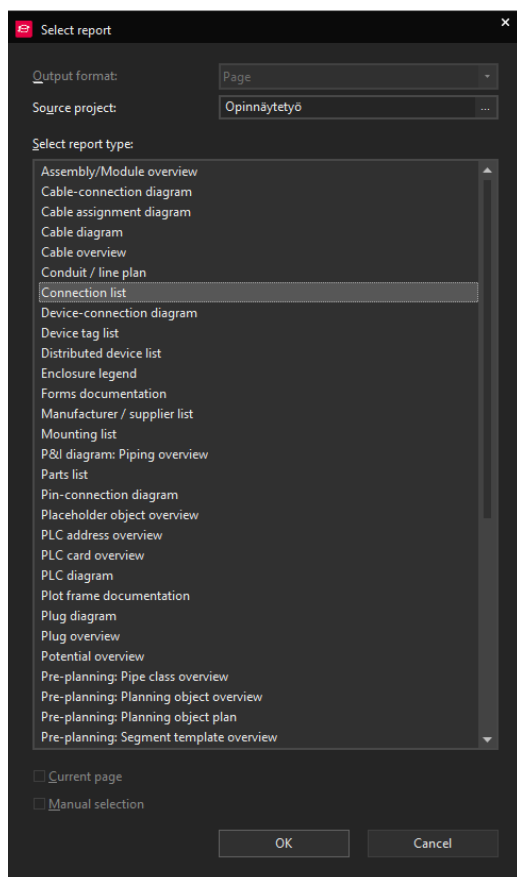 Select report
Output format: Page
Source project: Opinnäytetyö ...
Select report type:
Assembly/Module overview
Cable-connection diagram
Cable assignment diagram
Cable diagram
Cable overview
Conduit / line plan
Connection list
Device-connection diagram
Device tag list
Distributed device list
Enclosure legend
Forms documentation
Manufacturer / supplier list
Mounting list
P&I diagram: Piping overview
Parts list
Pin-connection diagram
Placeholder object overview
PLC address overview
PLC card overview
PLC diagram
Plot frame documentation
Plug diagram
Plug overview
Potential overview
Pre-planning: Pipe class overview
Pre-planning: Planning object overview
Pre-planning: Planning object plan
Pre-planning: Segment template overview
Current page
Manual selection
OK Cancel